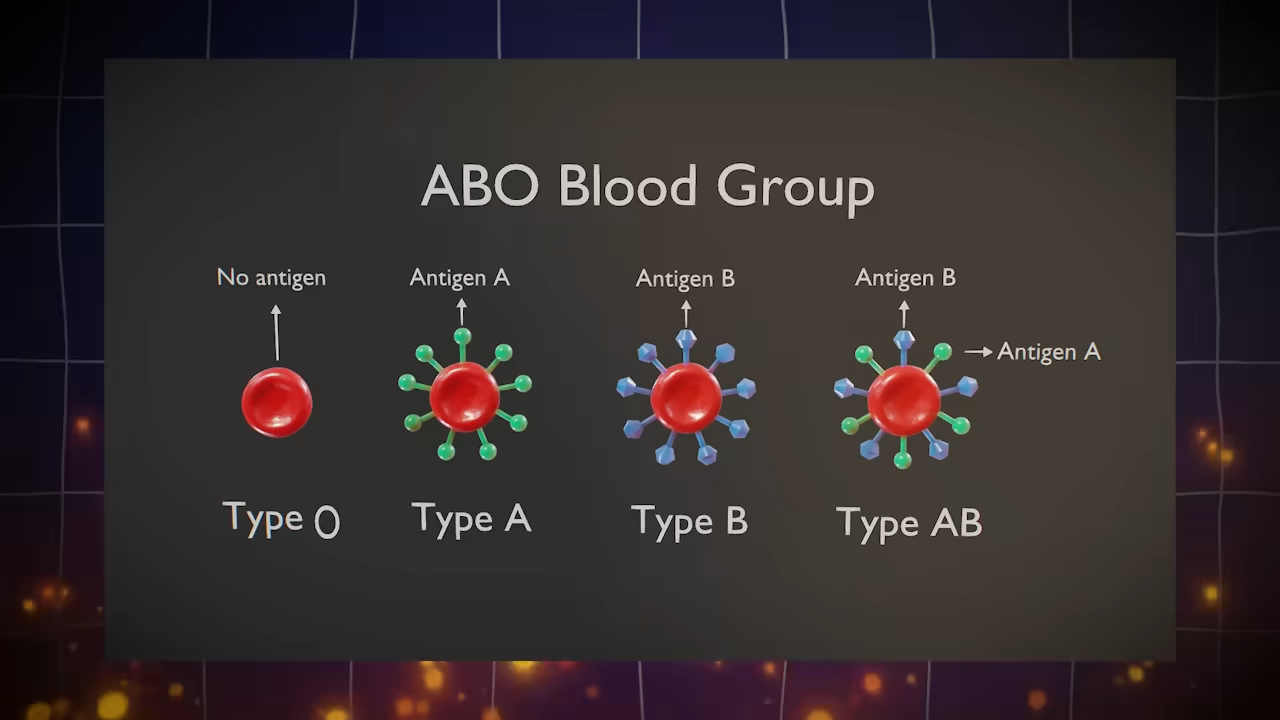 ABO Blood Group
No antigen
Antigen A
Antigen B
Antigen B
Antigen A
Type O
Type A
Type B
Type AB